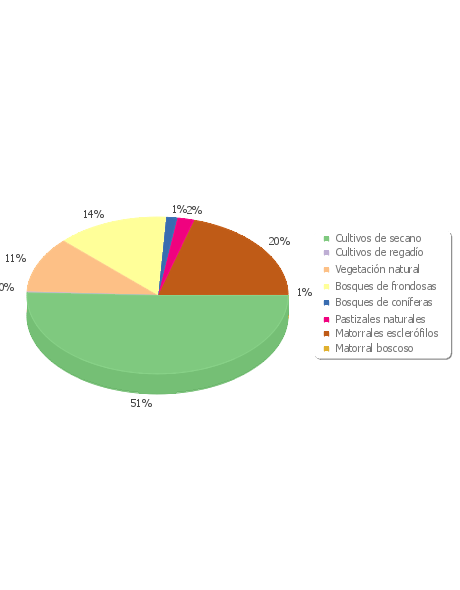 1%
2%
14%
20%
11%
0%
1%
51%
Cultivos de secano
Cultivos de regadío
Vegetación natural
Bosques de frondosas
Bosques de coníferas
Pastizales naturales
Matorrales esclerófilos
Matorral boscoso